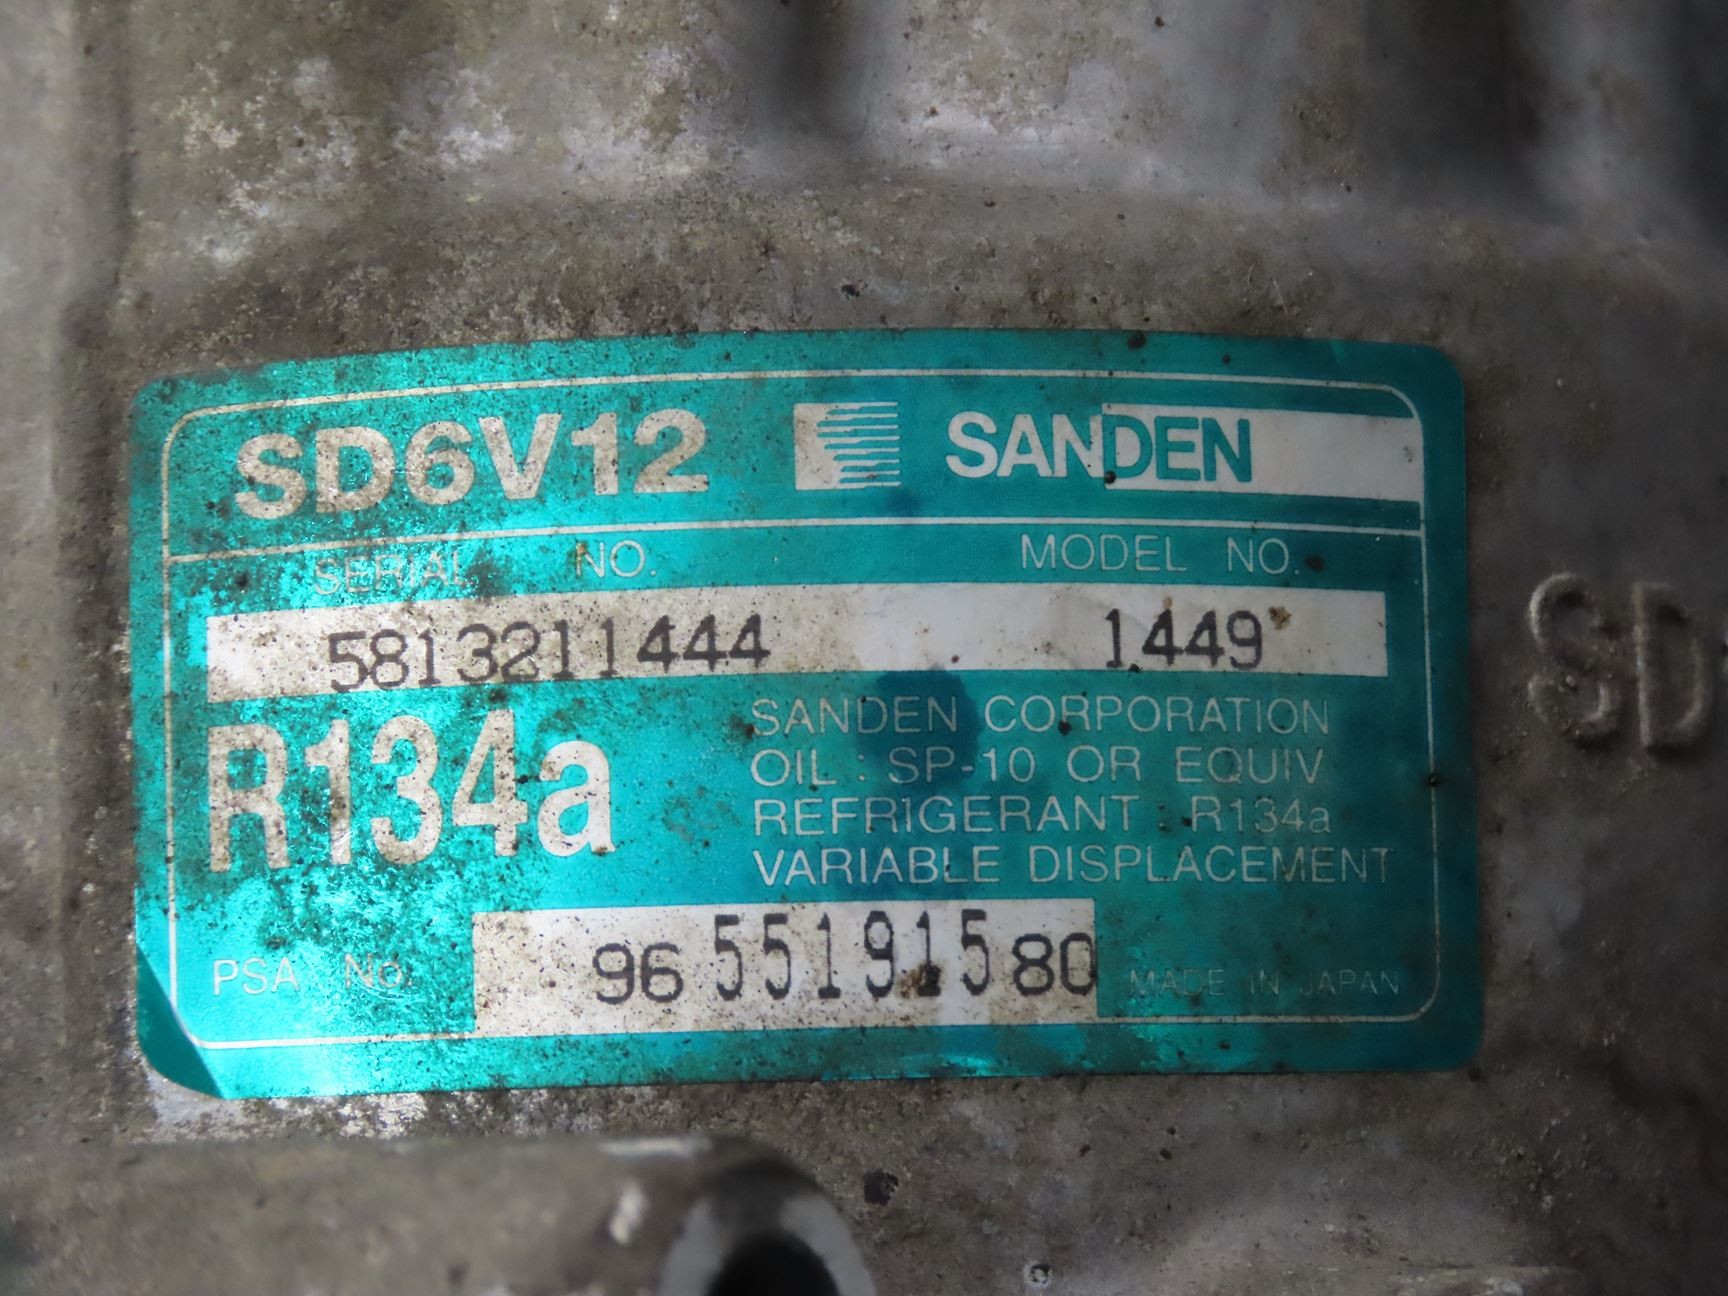 SD6V12 SANDEN
SERIAL NO. MODEL NO.
5813211444 1449
R134a
SANDEN CORPORATION
OIL : SP-10 OR EQUIV.
REFRIGERANT : R134a
VARIABLE DISPLACEMENT
PSA No. 96 551915 80 MADE IN JAPAN
SD